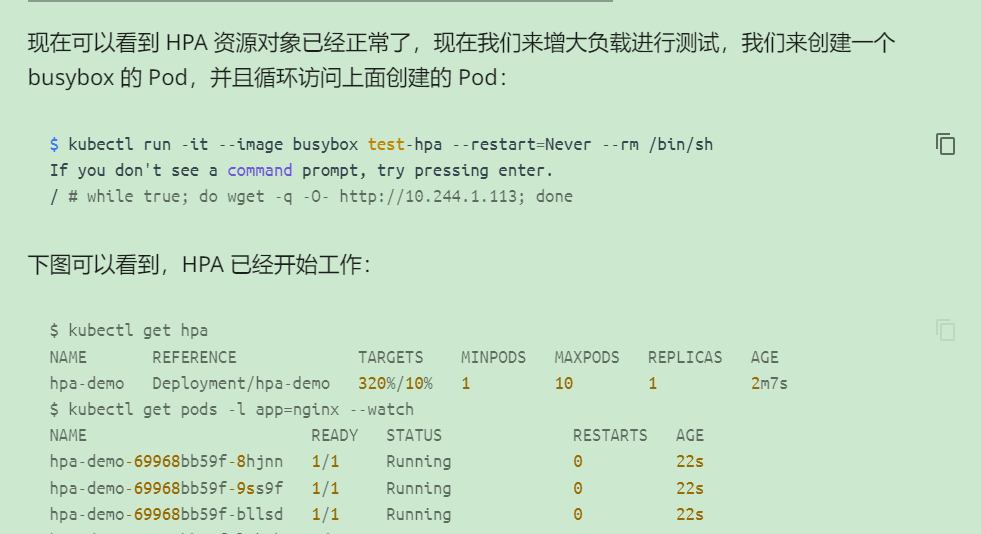 现在可以看到 HPA 资源对象已经正常了，现在我们来增大负载进行测试，我们来创建一个
busybox 的 Pod，并且循环访问上面创建的 Pod：
$ kubectl run -it --image busybox test-hpa --restart=Never --rm /bin/sh
If you don't see a command prompt, try pressing enter.
/ # while true; do wget -q -O- http://10.244.1.113; done
下图可以看到，HPA 已经开始工作：
$ kubectl get hpa
NAME REFERENCE TARGETS MINPODS MAXPODS REPLICAS AGE
hpa-demo Deployment/hpa-demo 320%/10% 1 10 1 2m7s
$ kubectl get pods -l app=nginx --watch
NAME READY STATUS RESTARTS AGE
hpa-demo-69968bb59f-8hjnn 1/1 Running 0 22s
hpa-demo-69968bb59f-9ss9f 1/1 Running 0 22s
hpa-demo-69968bb59f-bllsd 1/1 Running 0 22s